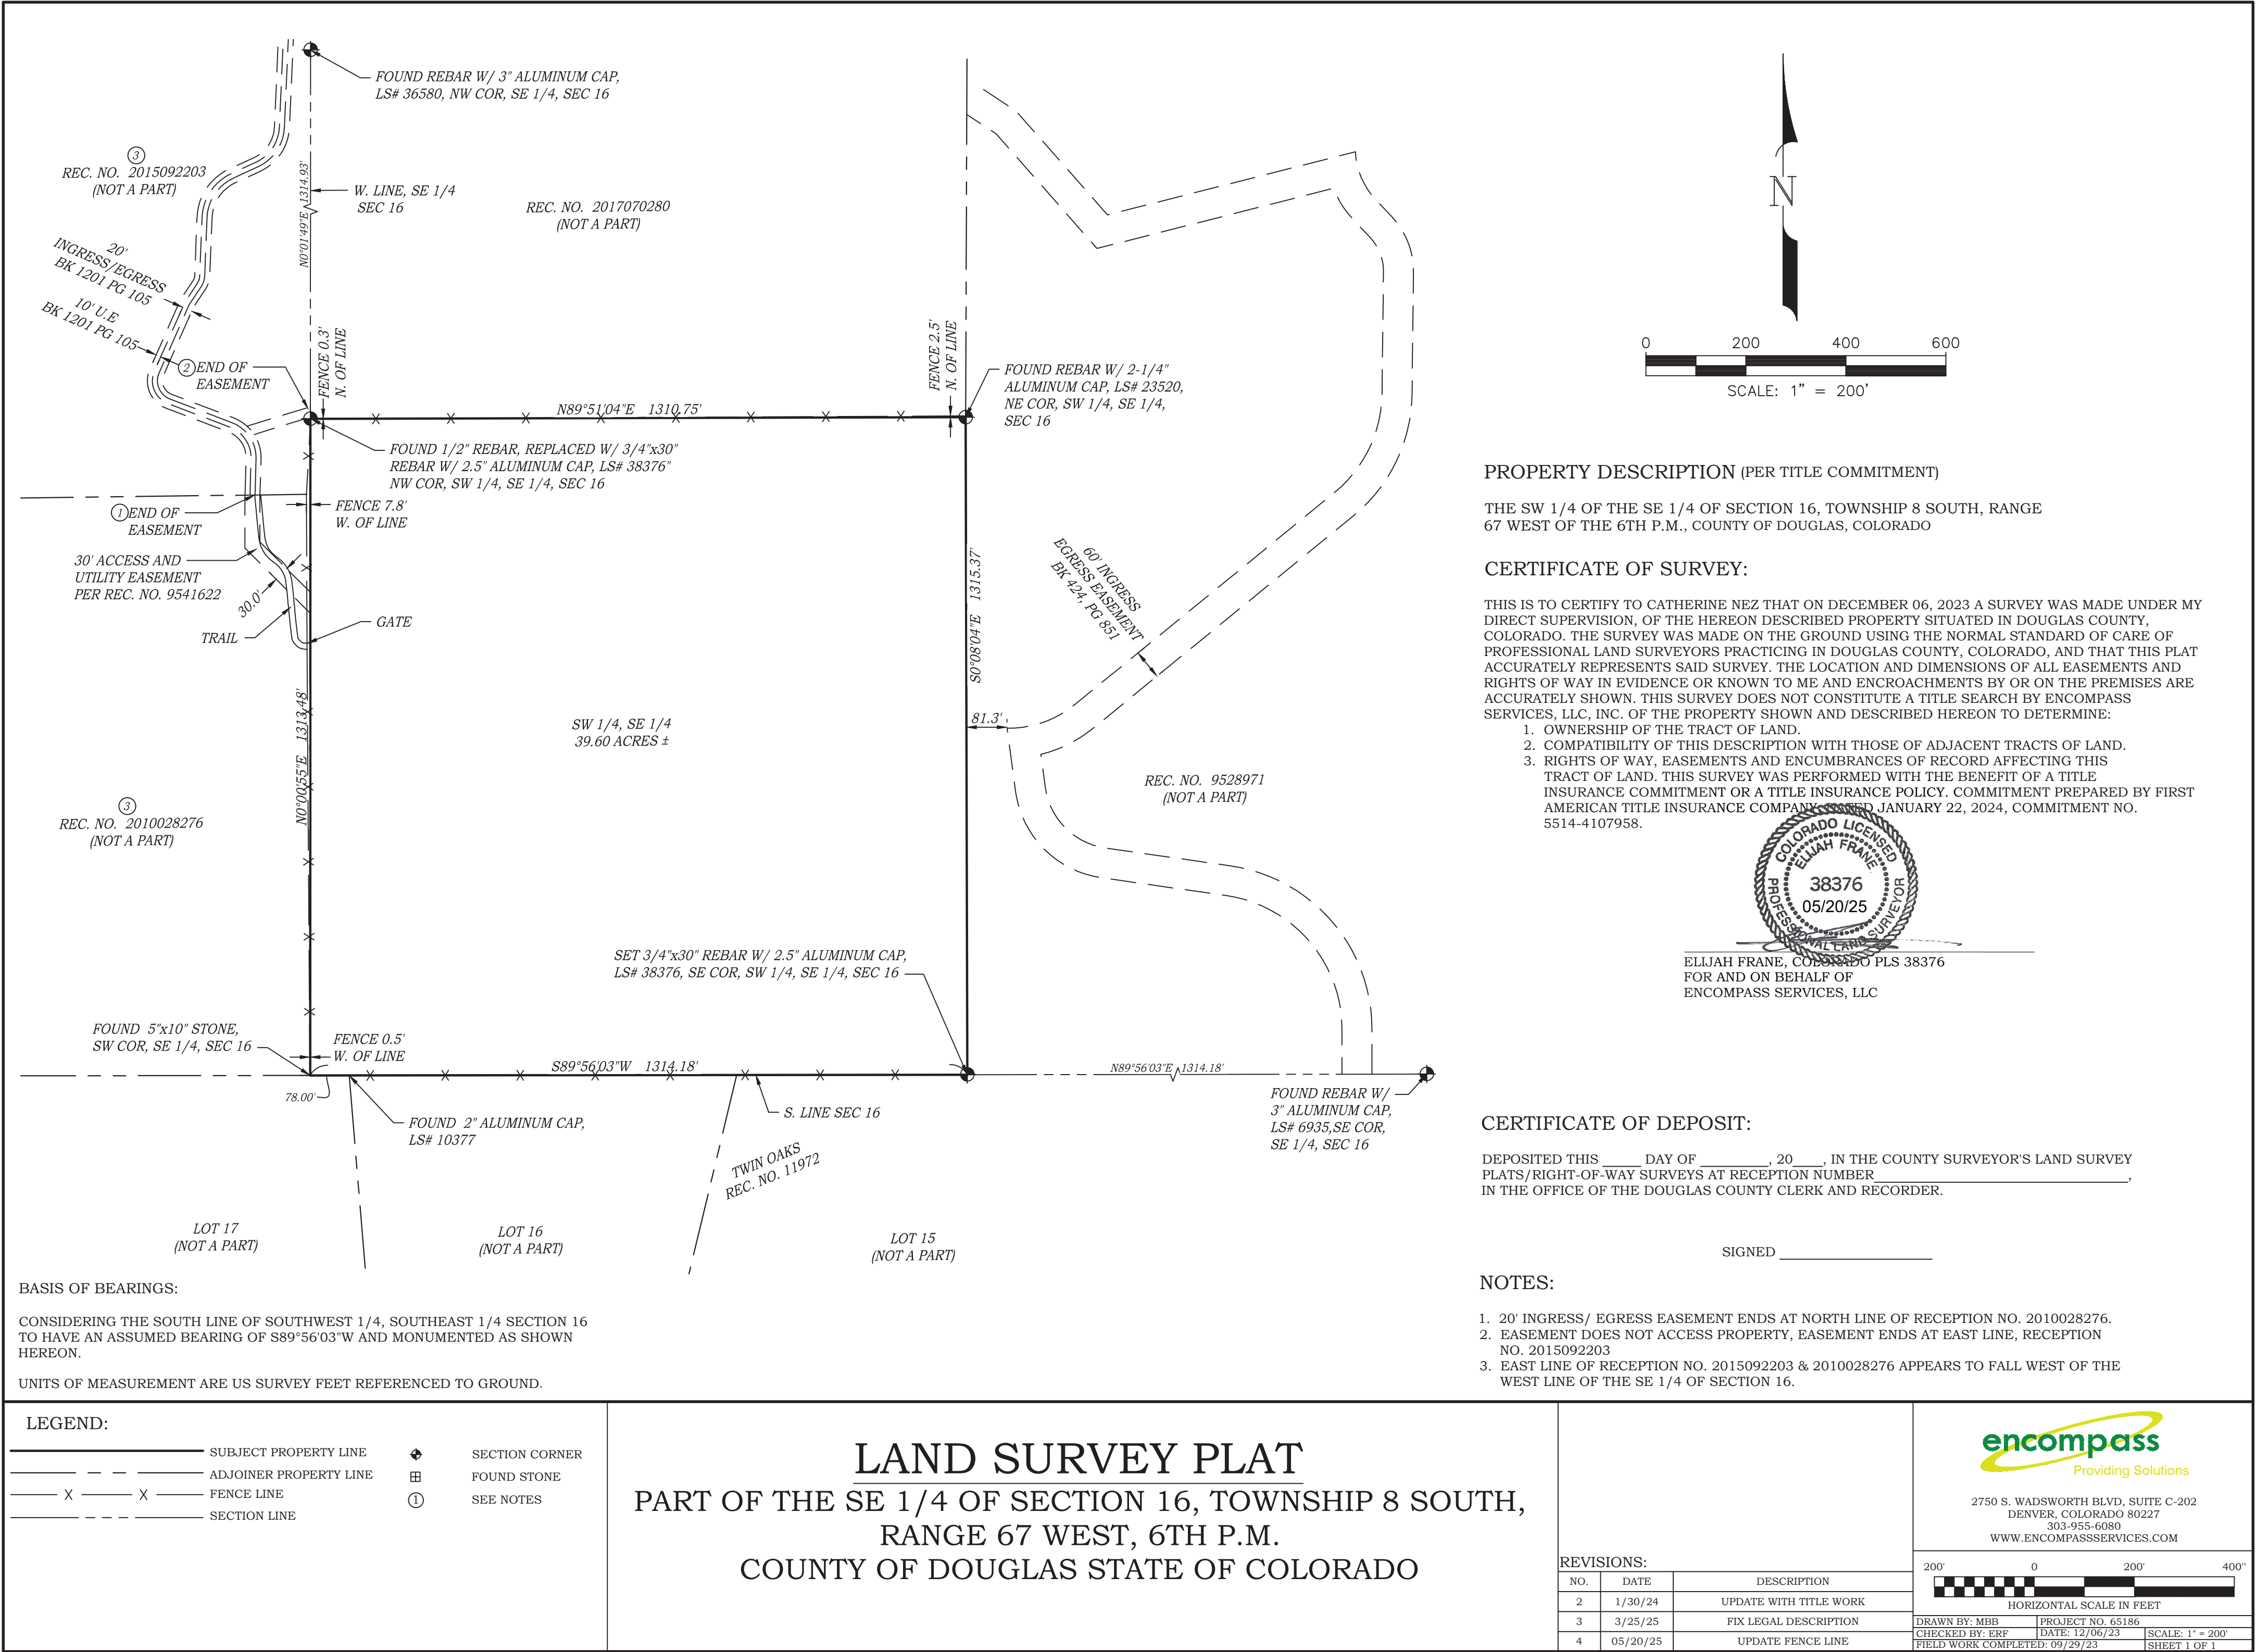 FOUND REBAR W/ 3" ALUMINUM CAP,
LS# 36580, NW COR, SE 1/4, SEC 16
3
REC. NO. 2015092203
(NOT A PART)
N0°01'49"E 1314.93'
W. LINE, SE 1/4
SEC 16
REC. NO. 2017070280
(NOT A PART)
20'
INGRESS/EGRESS
BK 1201 PG 105
10' U.E
BK 1201 PG 105
2 END OF
EASEMENT
FENCE 0.3'
N. OF LINE
FENCE 2.5'
N. OF LINE
FOUND REBAR W/ 2-1/4"
ALUMINUM CAP, LS# 23520,
NE COR, SW 1/4, SE 1/4,
SEC 16
N89°51'04"E 1310.75'
FOUND 1/2" REBAR, REPLACED W/ 3/4"x30"
REBAR W/ 2.5" ALUMINUM CAP, LS# 38376"
NW COR, SW 1/4, SE 1/4, SEC 16
FENCE 7.8'
W. OF LINE
1 END OF
EASEMENT
30' ACCESS AND
UTILITY EASEMENT
PER REC. NO. 9541622
30.0'
TRAIL
GATE
S0°08'04"E 1315.37'
60' INGRESS
EGRESS EASEMENT
BK 424, PG 851
N0°00'55"E 1313.48'
SW 1/4, SE 1/4
39.60 ACRES ±
81.3'
REC. NO. 9528971
(NOT A PART)
3
REC. NO. 2010028276
(NOT A PART)
SET 3/4"x30" REBAR W/ 2.5" ALUMINUM CAP,
LS# 38376, SE COR, SW 1/4, SE 1/4, SEC 16
FOUND 5"x10" STONE,
SW COR, SE 1/4, SEC 16
FENCE 0.5'
W. OF LINE
S89°56'03"W 1314.18'
N89°56'03"E 1314.18'
78.00'
FOUND 2" ALUMINUM CAP,
LS# 10377
S. LINE SEC 16
TWIN OAKS
REC. NO. 11972
FOUND REBAR W/
3" ALUMINUM CAP,
LS# 6935,SE COR,
SE 1/4, SEC 16
LOT 17
(NOT A PART)
LOT 16
(NOT A PART)
LOT 15
(NOT A PART)
BASIS OF BEARINGS:
CONSIDERING THE SOUTH LINE OF SOUTHWEST 1/4, SOUTHEAST 1/4 SECTION 16
TO HAVE AN ASSUMED BEARING OF S89°56'03"W AND MONUMENTED AS SHOWN
HEREON.
UNITS OF MEASUREMENT ARE US SURVEY FEET REFERENCED TO GROUND.
N
0 200 400 600
SCALE: 1" = 200'
PROPERTY DESCRIPTION (PER TITLE COMMITMENT)
THE SW 1/4 OF THE SE 1/4 OF SECTION 16, TOWNSHIP 8 SOUTH, RANGE
67 WEST OF THE 6TH P.M., COUNTY OF DOUGLAS, COLORADO
CERTIFICATE OF SURVEY:
THIS IS TO CERTIFY TO CATHERINE NEZ THAT ON DECEMBER 06, 2023 A SURVEY WAS MADE UNDER MY
DIRECT SUPERVISION, OF THE HEREON DESCRIBED PROPERTY SITUATED IN DOUGLAS COUNTY,
COLORADO. THE SURVEY WAS MADE ON THE GROUND USING THE NORMAL STANDARD OF CARE OF
PROFESSIONAL LAND SURVEYORS PRACTICING IN DOUGLAS COUNTY, COLORADO, AND THAT THIS PLAT
ACCURATELY REPRESENTS SAID SURVEY. THE LOCATION AND DIMENSIONS OF ALL EASEMENTS AND
RIGHTS OF WAY IN EVIDENCE OR KNOWN TO ME AND ENCROACHMENTS BY OR ON THE PREMISES ARE
ACCURATELY SHOWN. THIS SURVEY DOES NOT CONSTITUTE A TITLE SEARCH BY ENCOMPASS
SERVICES, LLC, INC. OF THE PROPERTY SHOWN AND DESCRIBED HEREON TO DETERMINE:
1. OWNERSHIP OF THE TRACT OF LAND.
2. COMPATIBILITY OF THIS DESCRIPTION WITH THOSE OF ADJACENT TRACTS OF LAND.
3. RIGHTS OF WAY, EASEMENTS AND ENCUMBRANCES OF RECORD AFFECTING THIS
TRACT OF LAND. THIS SURVEY WAS PERFORMED WITH THE BENEFIT OF A TITLE
INSURANCE COMMITMENT OR A TITLE INSURANCE POLICY. COMMITMENT PREPARED BY FIRST
AMERICAN TITLE INSURANCE COMPANY JANUARY 22, 2024, COMMITMENT NO.
5514-4107958.
COLORADO LICENSED
ELIJAH FRANE
38376
05/20/25
PROFESSIONAL LAND SURVEYOR
ELIJAH FRANE, COLORADO PLS 38376
FOR AND ON BEHALF OF
ENCOMPASS SERVICES, LLC
CERTIFICATE OF DEPOSIT:
DEPOSITED THIS _____ DAY OF _________, 20____, IN THE COUNTY SURVEYOR'S LAND SURVEY
PLATS/RIGHT-OF-WAY SURVEYS AT RECEPTION NUMBER_________________________________,
IN THE OFFICE OF THE DOUGLAS COUNTY CLERK AND RECORDER.
SIGNED ____________________
NOTES:
1. 20' INGRESS/ EGRESS EASEMENT ENDS AT NORTH LINE OF RECEPTION NO. 2010028276.
2. EASEMENT DOES NOT ACCESS PROPERTY, EASEMENT ENDS AT EAST LINE, RECEPTION
NO. 2015092203
3. EAST LINE OF RECEPTION NO. 2015092203 & 2010028276 APPEARS TO FALL WEST OF THE
WEST LINE OF THE SE 1/4 OF SECTION 16.
LEGEND:
SUBJECT PROPERTY LINE
ADJOINER PROPERTY LINE
X X FENCE LINE
SECTION LINE
SECTION CORNER
FOUND STONE
1 SEE NOTES
LAND SURVEY PLAT
PART OF THE SE 1/4 OF SECTION 16, TOWNSHIP 8 SOUTH,
RANGE 67 WEST, 6TH P.M.
COUNTY OF DOUGLAS STATE OF COLORADO
REVISIONS:
NO. DATE DESCRIPTION
2 1/30/24 UPDATE WITH TITLE WORK
3 3/25/25 FIX LEGAL DESCRIPTION
4 05/20/25 UPDATE FENCE LINE
encompass
Providing Solutions
2750 S. WADSWORTH BLVD, SUITE C-202
DENVER, COLORADO 80227
303-955-6080
WWW.ENCOMPASSSERVICES.COM
200' 0 200' 400"
HORIZONTAL SCALE IN FEET
DRAWN BY: MBB PROJECT NO. 65186
CHECKED BY: ERF DATE: 12/06/23 SCALE: 1" = 200'
FIELD WORK COMPLETED: 09/29/23 SHEET 1 OF 1